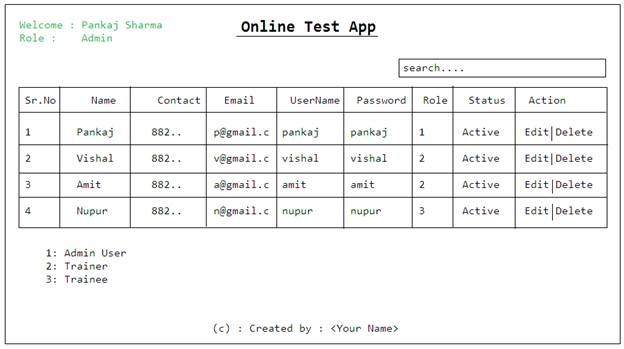 Welcome : Pankaj Sharma
Role : Admin
Online Test App
search....
Sr.No Name Contact Email UserName Password Role Status Action
1 Pankaj 882.. p@gmail.c pankaj pankaj 1 Active Edit|Delete
2 Vishal 882.. v@gmail.c vishal vishal 2 Active Edit|Delete
3 Amit 882.. a@gmail.c amit amit 2 Active Edit|Delete
4 Nupur 882.. n@gmail.c nupur nupur 3 Active Edit|Delete
1: Admin User
2: Trainer
3: Trainee
(c) : Created by : <Your Name>